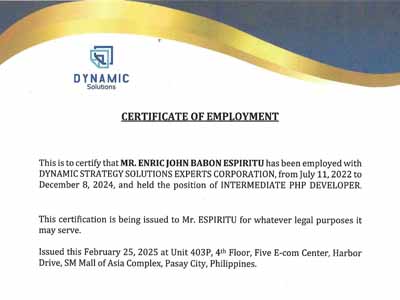 DYNAMIC
Solutions
CERTIFICATE OF EMPLOYMENT
This is to certify that MR. ENRIC JOHN BABON ESPIRITU has been employed with
DYNAMIC STRATEGY SOLUTIONS EXPERTS CORPORATION, from July 11, 2022 to
December 8, 2024, and held the position of INTERMEDIATE PHP DEVELOPER.
This certification is being issued to Mr. ESPIRITU for whatever legal purposes it
may serve.
Issued this February 25, 2025 at Unit 403P, 4th Floor, Five E-com Center, Harbor
Drive, SM Mall of Asia Complex, Pasay City, Philippines.